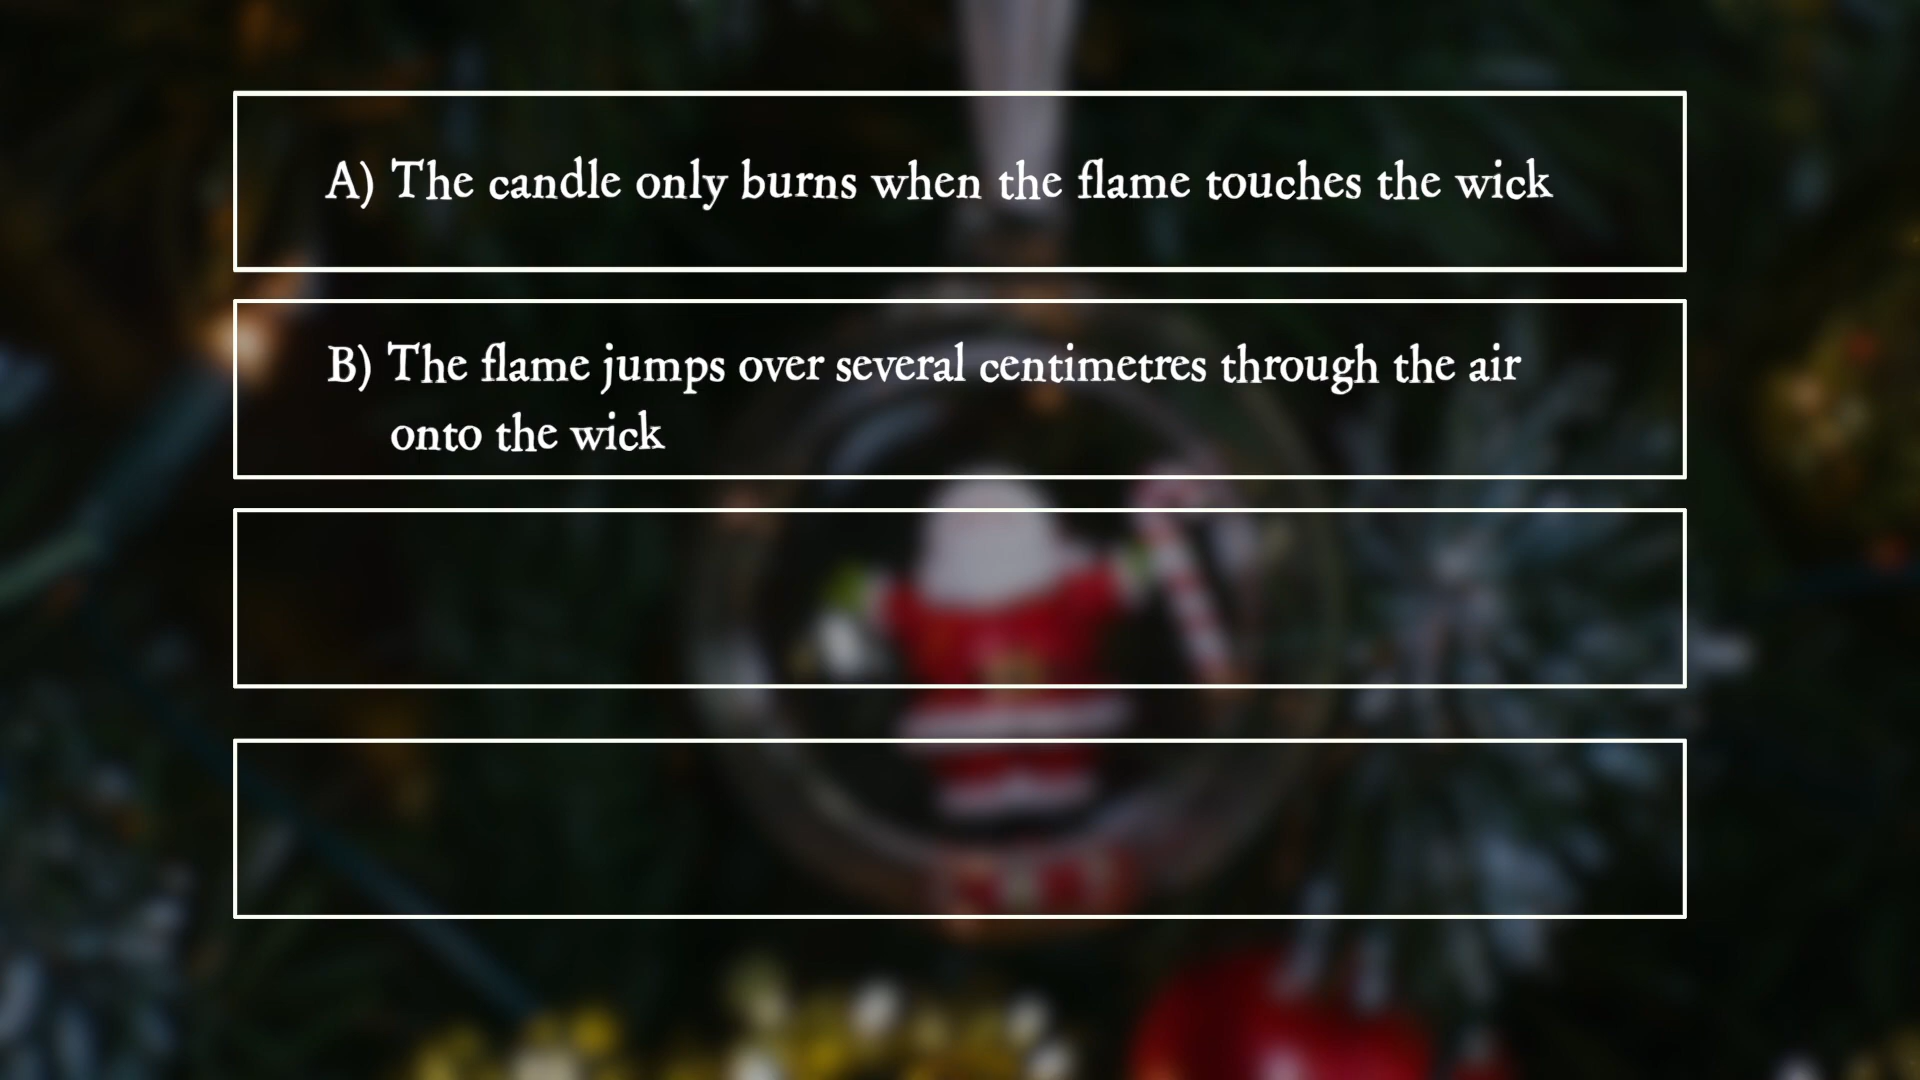 A) The candle only burns when the flame touches the wick
B) The flame jumps over several centimetres through the air
onto the wick